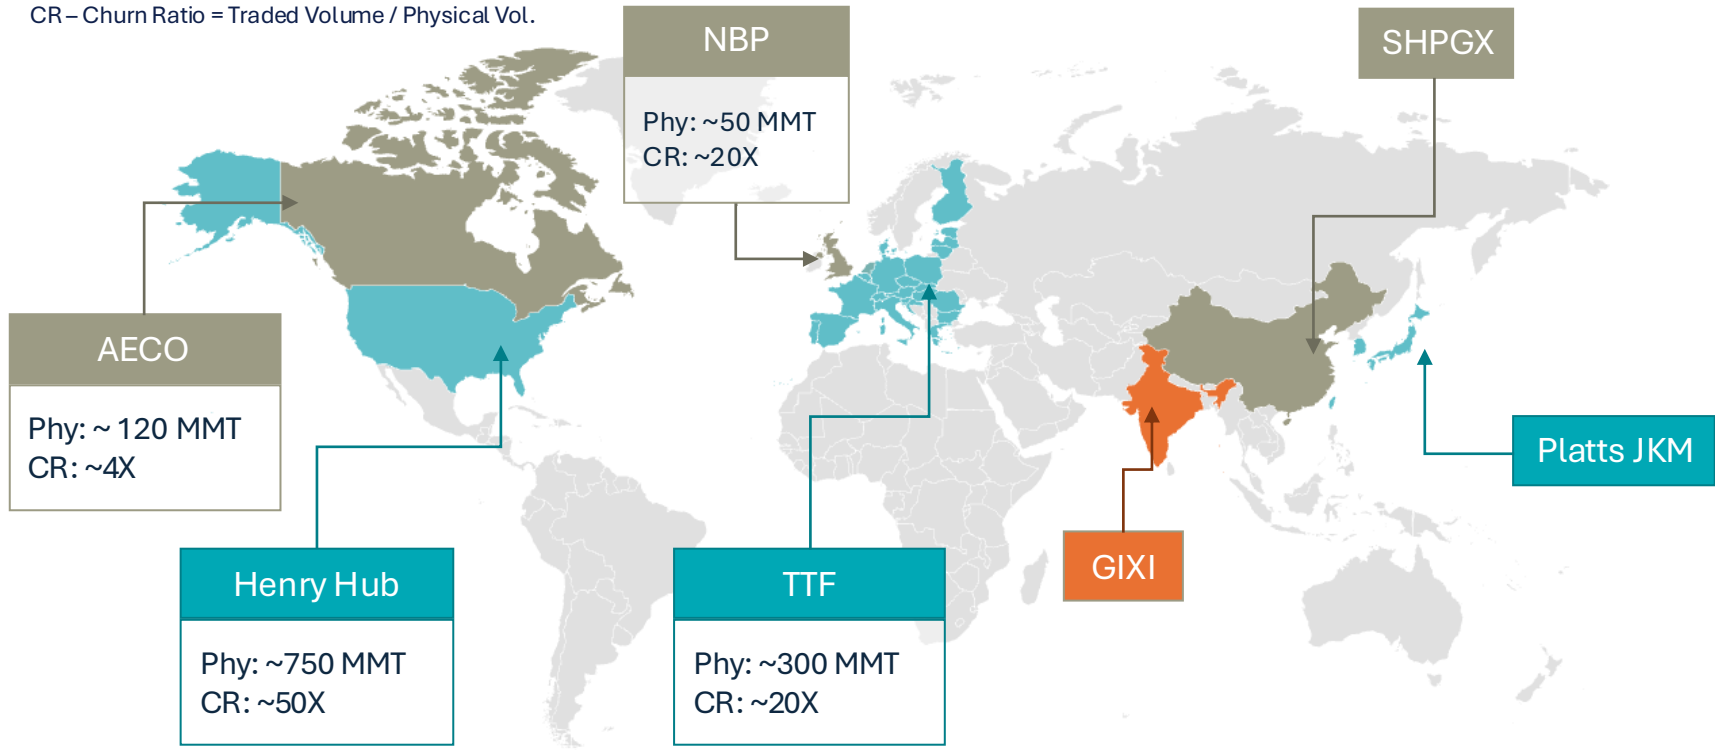 CR – Churn Ratio = Traded Volume / Physical Vol.
NBP
Phy: ~50 MMT
CR: ~20X
SHPGX
AECO
Phy: ~ 120 MMT
CR: ~4X
Henry Hub
Phy: ~750 MMT
CR: ~50X
TTF
Phy: ~300 MMT
CR: ~20X
GIXI
Platts JKM